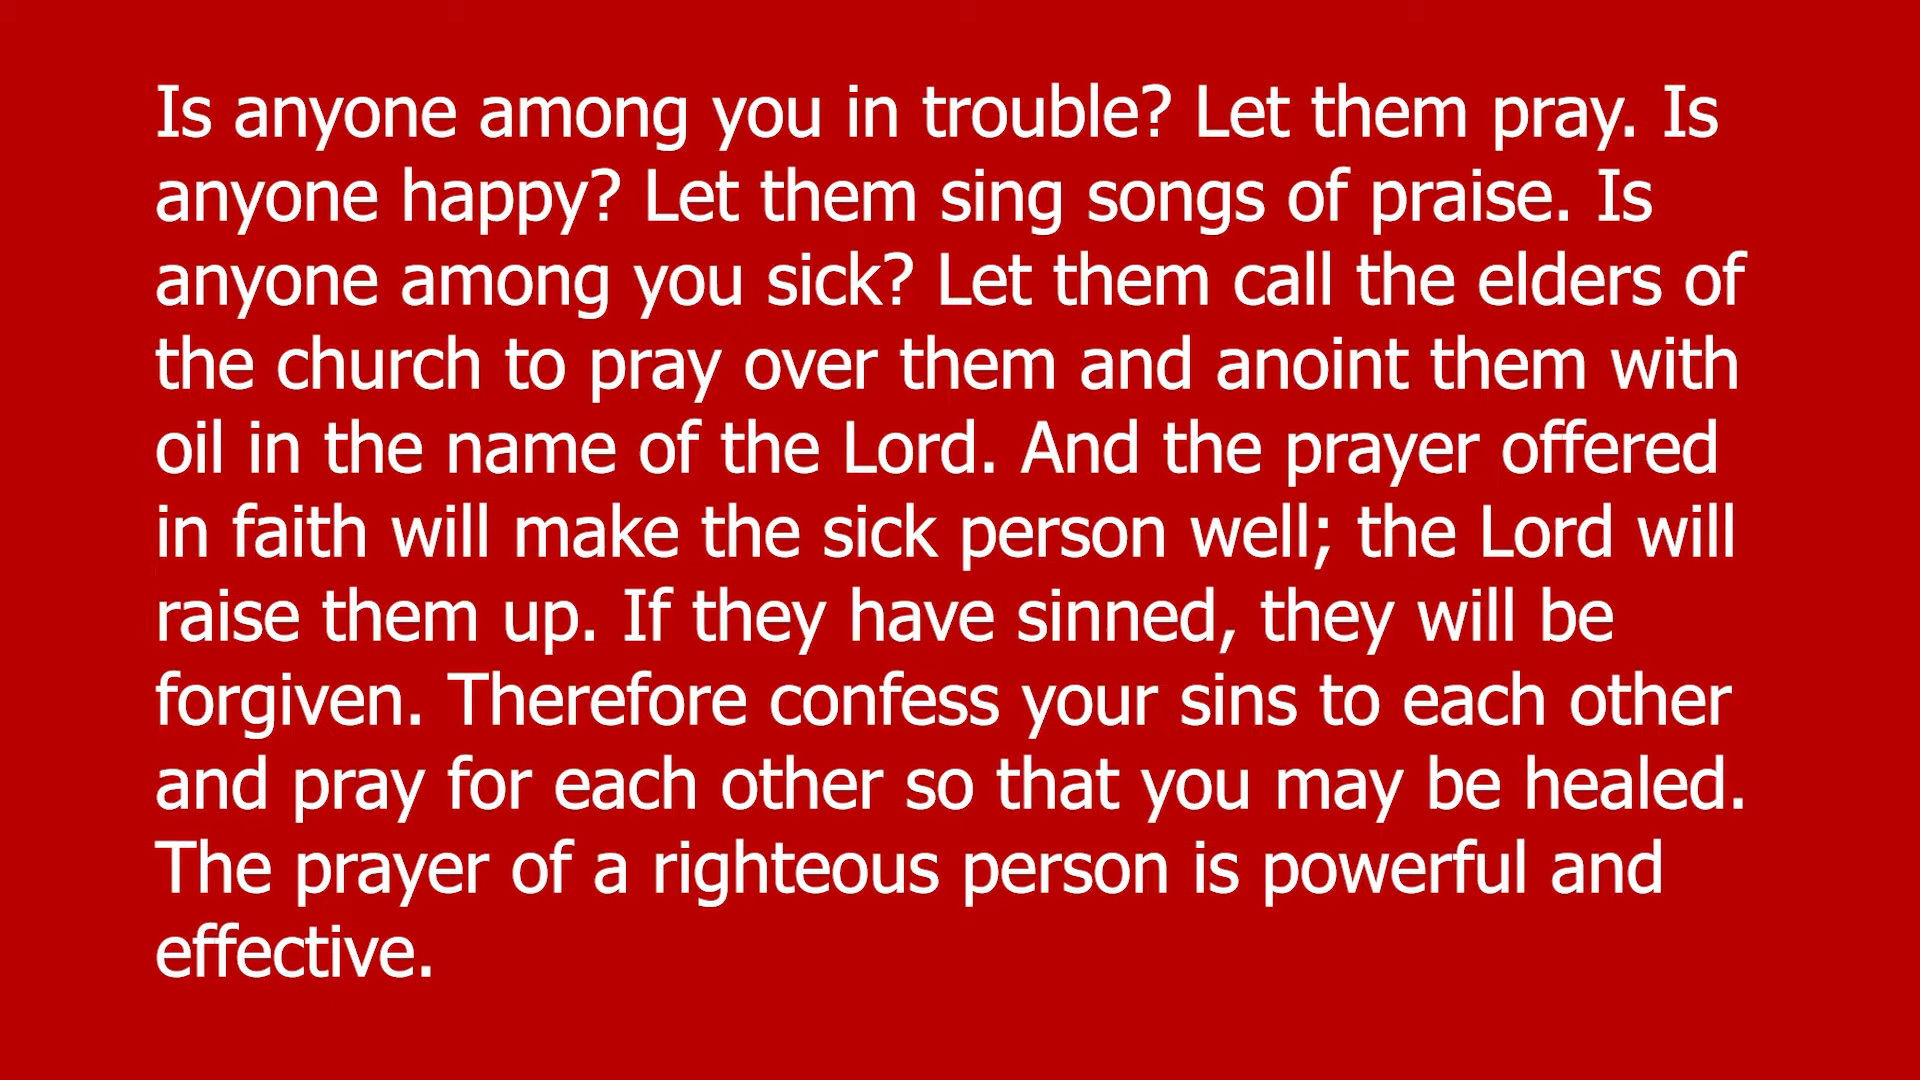 Is anyone among you in trouble? Let them pray. Is
anyone happy? Let them sing songs of praise. Is
anyone among you sick? Let them call the elders of
the church to pray over them and anoint them with
oil in the name of the Lord. And the prayer offered
in faith will make the sick person well; the Lord will
raise them up. If they have sinned, they will be
forgiven. Therefore confess your sins to each other
and pray for each other so that you may be healed.
The prayer of a righteous person is powerful and
effective.